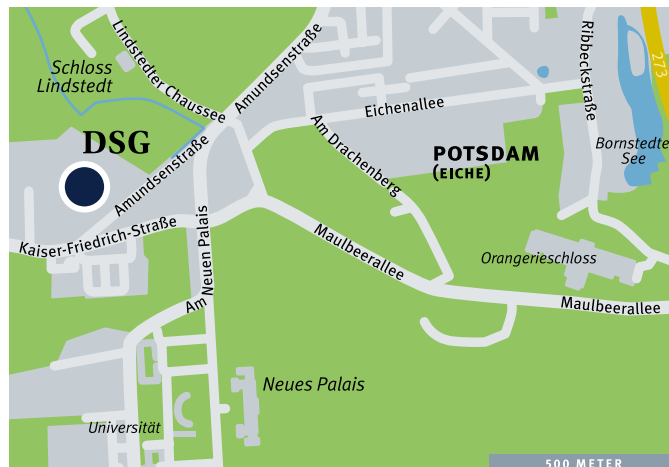 Lindstedter Chaussee
Amundsenstraße
Ribbeckstraße
273
Schloss
Lindstedt
Eichenallee
DSG
Am Drachenberg
POTSDAM
(EICHE)
Bornstedter
See
Amundsenstraße
Kaiser-Friedrich-Straße
Am Neuen Palais
Maulbeerallee
Orangerieschloss
Maulbeerallee
Neues Palais
Universität
500 METER